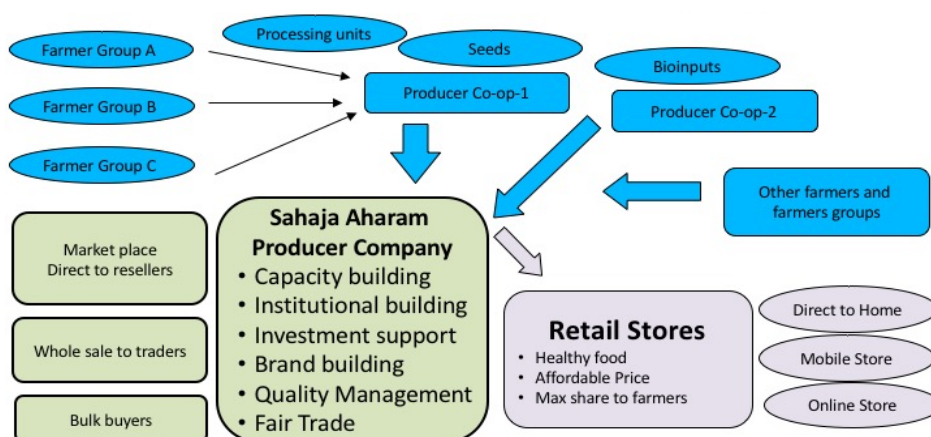 Processing units
Farmer Group A
Seeds
Bioinputs
Producer Co-op-1
Farmer Group B
Producer Co-op-2
Farmer Group C
Other farmers and
farmers groups
Sahaja Aharam
Producer Company
• Capacity building
• Institutional building
• Investment support
• Brand building
• Quality Management
• Fair Trade
Market place
Direct to resellers
Whole sale to traders
Bulk buyers
Retail Stores
• Healthy food
• Affordable Price
• Max share to farmers
Direct to Home
Mobile Store
Online Store